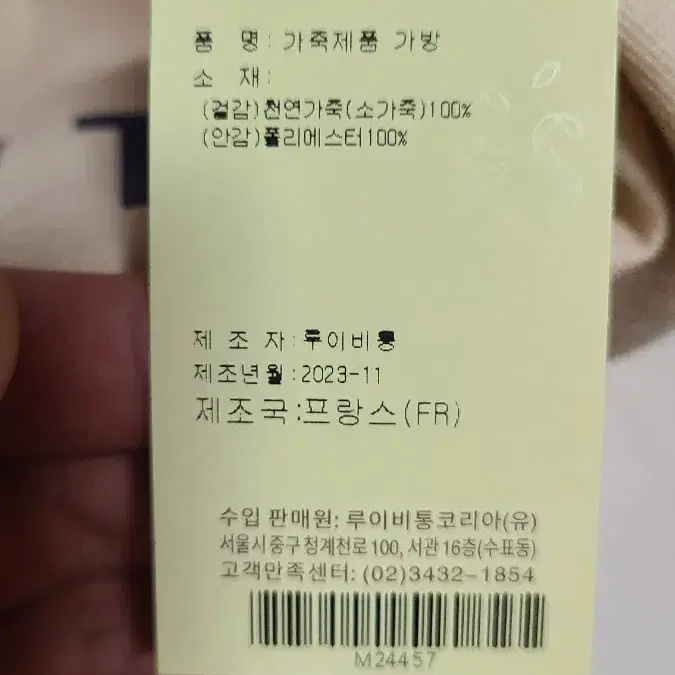 품 명: 가죽제품 가방
소 재:
(겉감)천연가죽(소가죽)100%
(안감)폴리에스터100%
제 조 자:루이비통
제조년월:2023-11
제조국:프랑스(FR)
수입 판매원: 루이비통코리아(유)
서울시 중구 청계천로 100, 서관 16층(수표동)
고객만족센터: (02)3432-1854
M24457